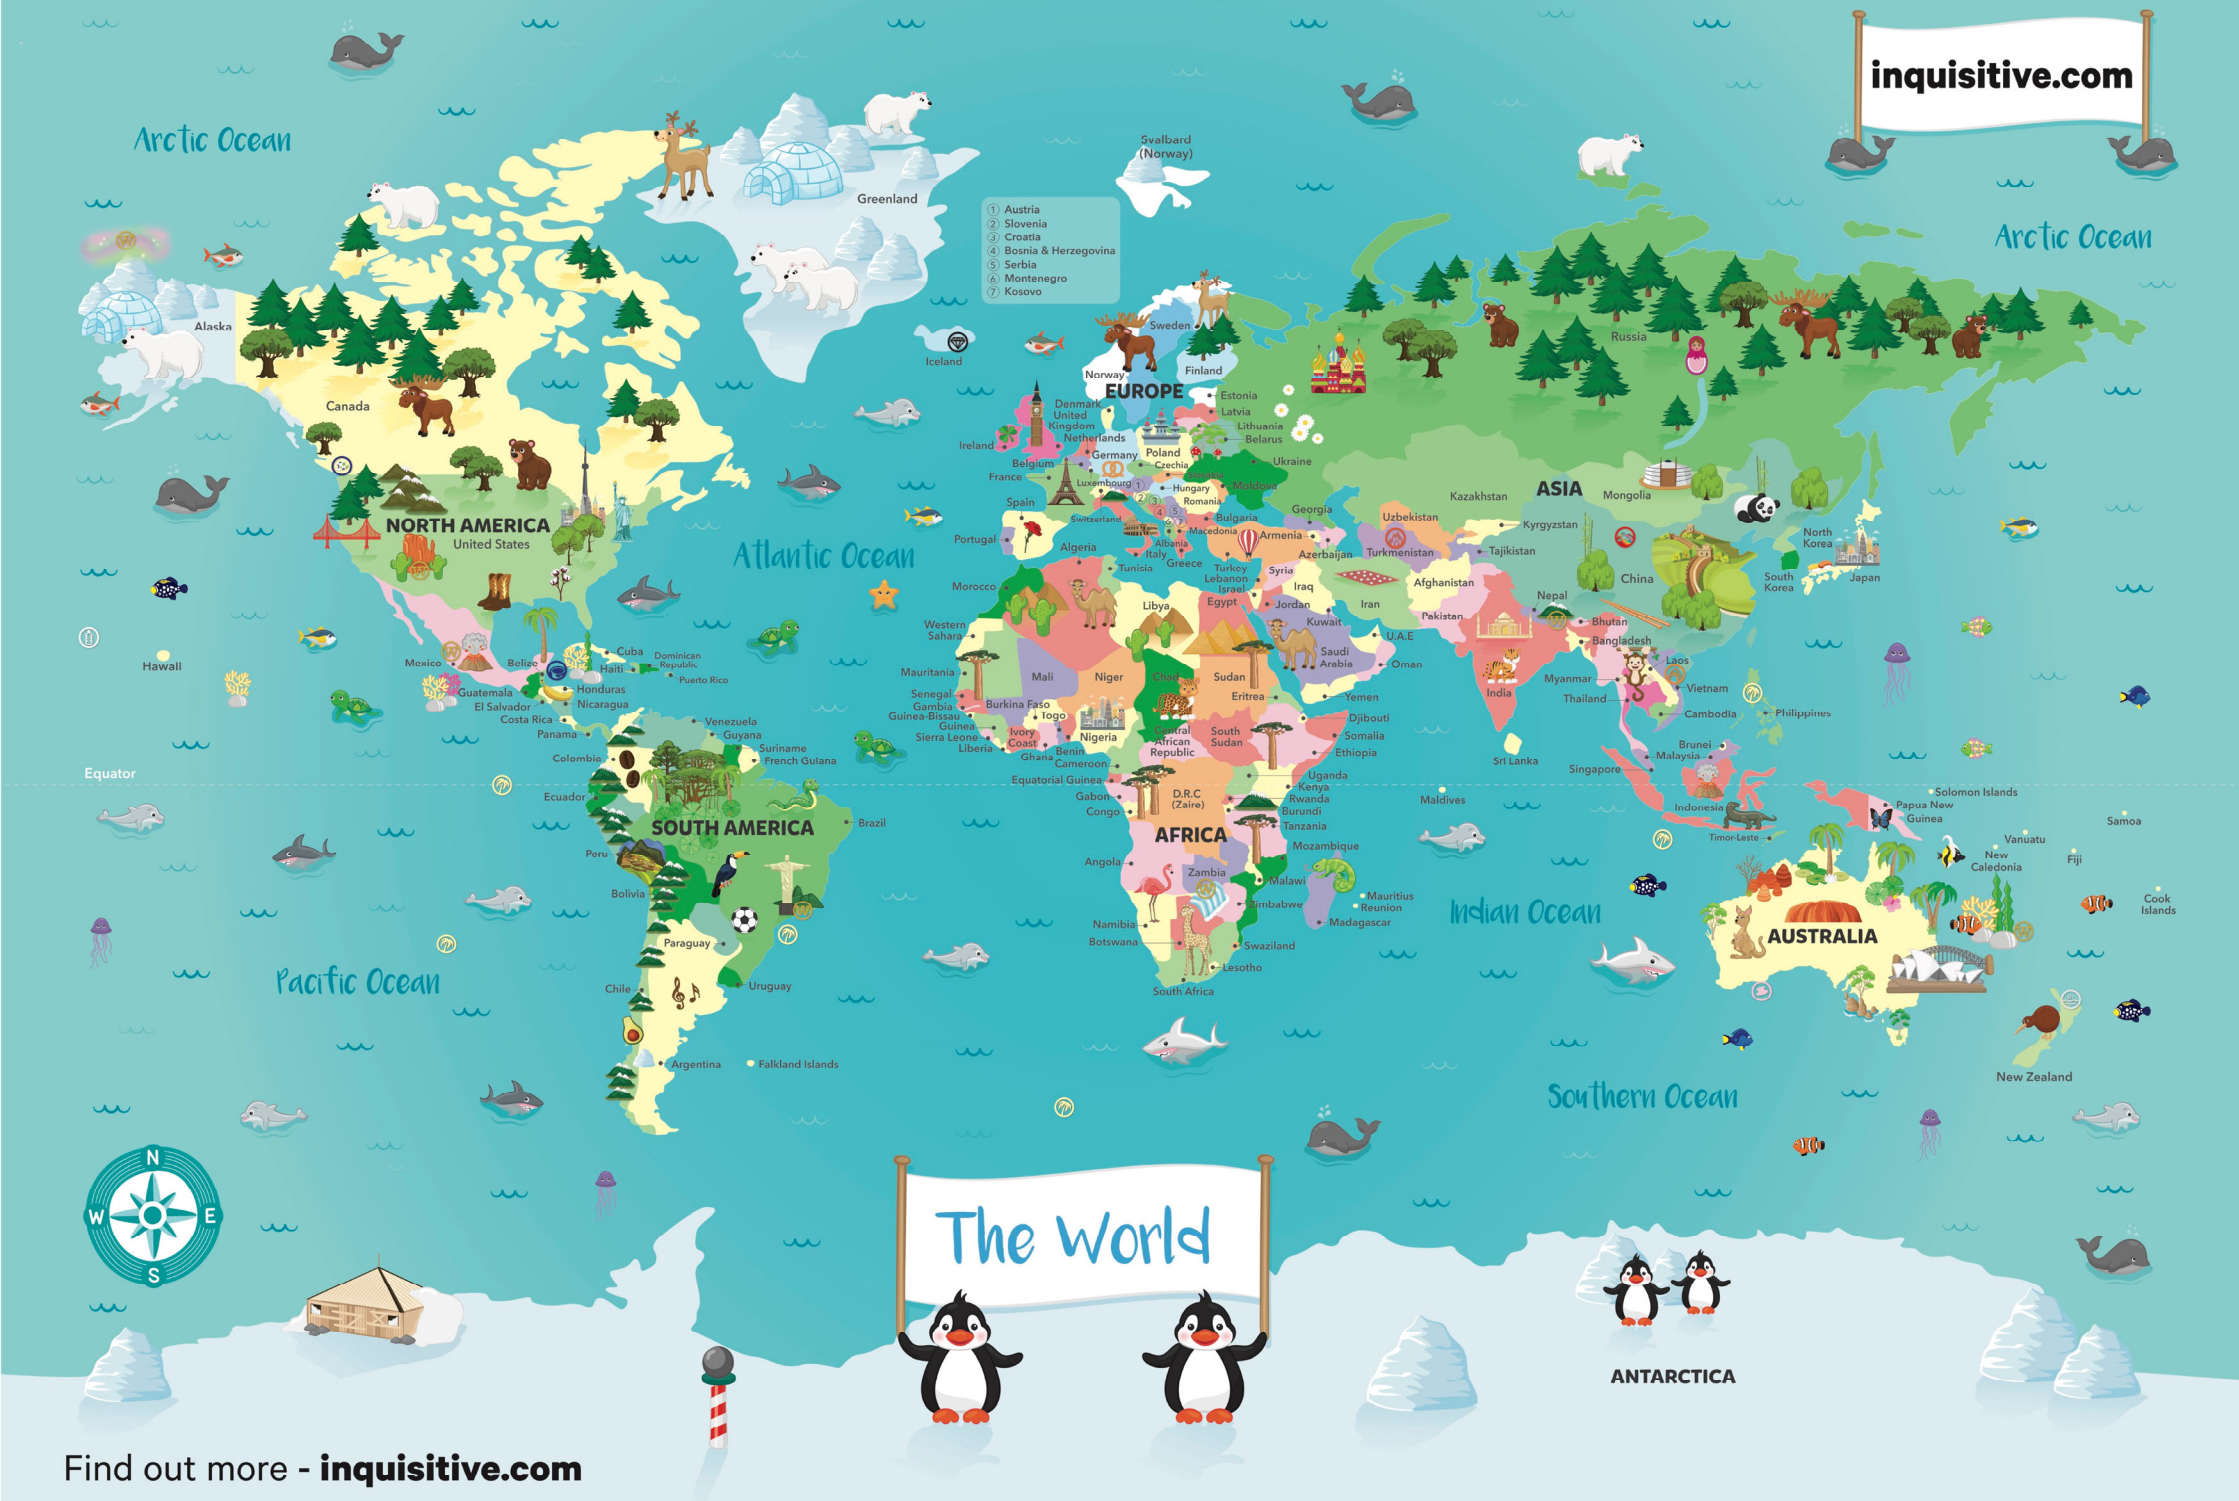 inquisitive.com
Arctic Ocean
Svalbard
(Norway)
Greenland
1 Austria
2 Slovenia
3 Croatia
4 Bosnia & Herzegovina
5 Serbia
6 Montenegro
7 Kosovo
Arctic Ocean
Alaska
Sweden
Iceland
Norway
Finland
Russia
EUROPE
Canada
Estonia
Denmark
Latvia
United
Kingdom
Lithuania
Netherlands
Belarus
Ireland
Germany
Poland
Belgium
Czechia
Ukraine
France
Luxembourg
Slovakia
Hungary
Moldova
Spain
Romania
Switzerland
Bulgaria
Georgia
Kazakhstan
ASIA
Mongolia
NORTH AMERICA
United States
Atlantic Ocean
Portugal
Algeria
Macedonia
Armenia
Albania
Italy
Greece
Azerbaijan
Uzbekistan
Turkmenistan
Kyrgyzstan
Tajikistan
North
Korea
Tunisia
Turkey
Lebanon
Israel
Syria
Iraq
Morocco
Libya
Egypt
Jordan
Iran
Afghanistan
China
South
Korea
Japan
Kuwait
Pakistan
Nepal
Bhutan
Western
Sahara
U.A.E
Bangladesh
Hawaii
Mexico
Belize
Cuba
Haiti
Dominican
Republic
Puerto Rico
Mauritania
Mali
Niger
Chad
Sudan
Saudi
Arabia
Oman
India
Myanmar
Laos
Guatemala
Honduras
El Salvador
Nicaragua
Costa Rica
Panama
Senegal
Gambia
Guinea-Bissau
Guinea
Sierra Leone
Liberia
Burkina Faso
Togo
Ivory
Coast
Ghana
Benin
Nigeria
Cameroon
Eritrea
Yemen
Djibouti
Somalia
Ethiopia
Central
African
Republic
South
Sudan
Thailand
Vietnam
Cambodia
Philippines
Venezuela
Guyana
Suriname
French Guiana
Colombia
Sri Lanka
Brunei
Malaysia
Singapore
Equator
Equatorial Guinea
Gabon
Congo
D.R.C
(Zaire)
Uganda
Kenya
Rwanda
Burundi
Tanzania
Maldives
Indonesia
Timor-Leste
Solomon Islands
Papua New
Guinea
Samoa
Ecuador
SOUTH AMERICA
Brazil
AFRICA
Mozambique
Vanuatu
New
Caledonia
Fiji
Peru
Angola
Zambia
Malawi
Zimbabwe
Mauritius
Reunion
Madagascar
Indian Ocean
Cook
Islands
Bolivia
Namibia
Botswana
Swaziland
Lesotho
South Africa
AUSTRALIA
Paraguay
Pacific Ocean
Chile
Uruguay
Argentina
Falkland Islands
New Zealand
Southern Ocean
N
W
E
S
The World
ANTARCTICA
Find out more - inquisitive.com